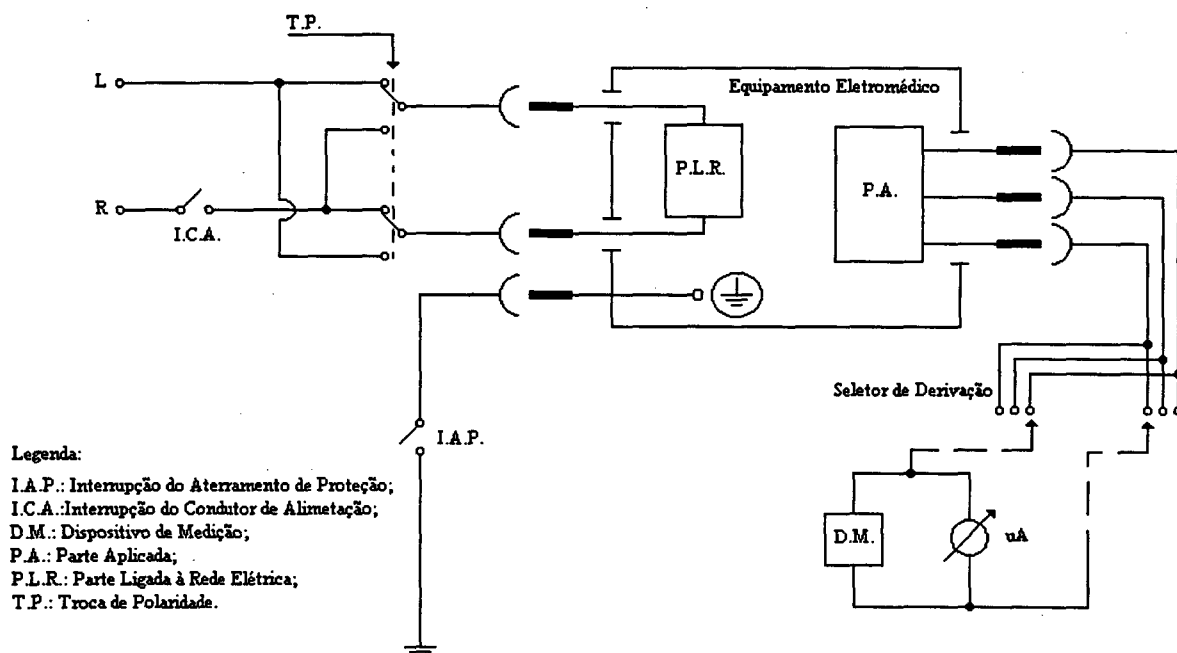 T.P.
L
Equipamento Eletromédico
P.L.R.
P.A.
R
I.C.A.
Seletor de Derivação
I.A.P.
Legenda:
I.A.P.: Interrupção do Aterramento de Proteção;
I.C.A.:Interrupção do Condutor de Alimetação;
D.M.: Dispositivo de Medição;
P.A.: Parte Aplicada;
P.L.R.: Parte Ligada à Rede Elétrica;
T.P.: Troca de Polaridade.
D.M.
uA